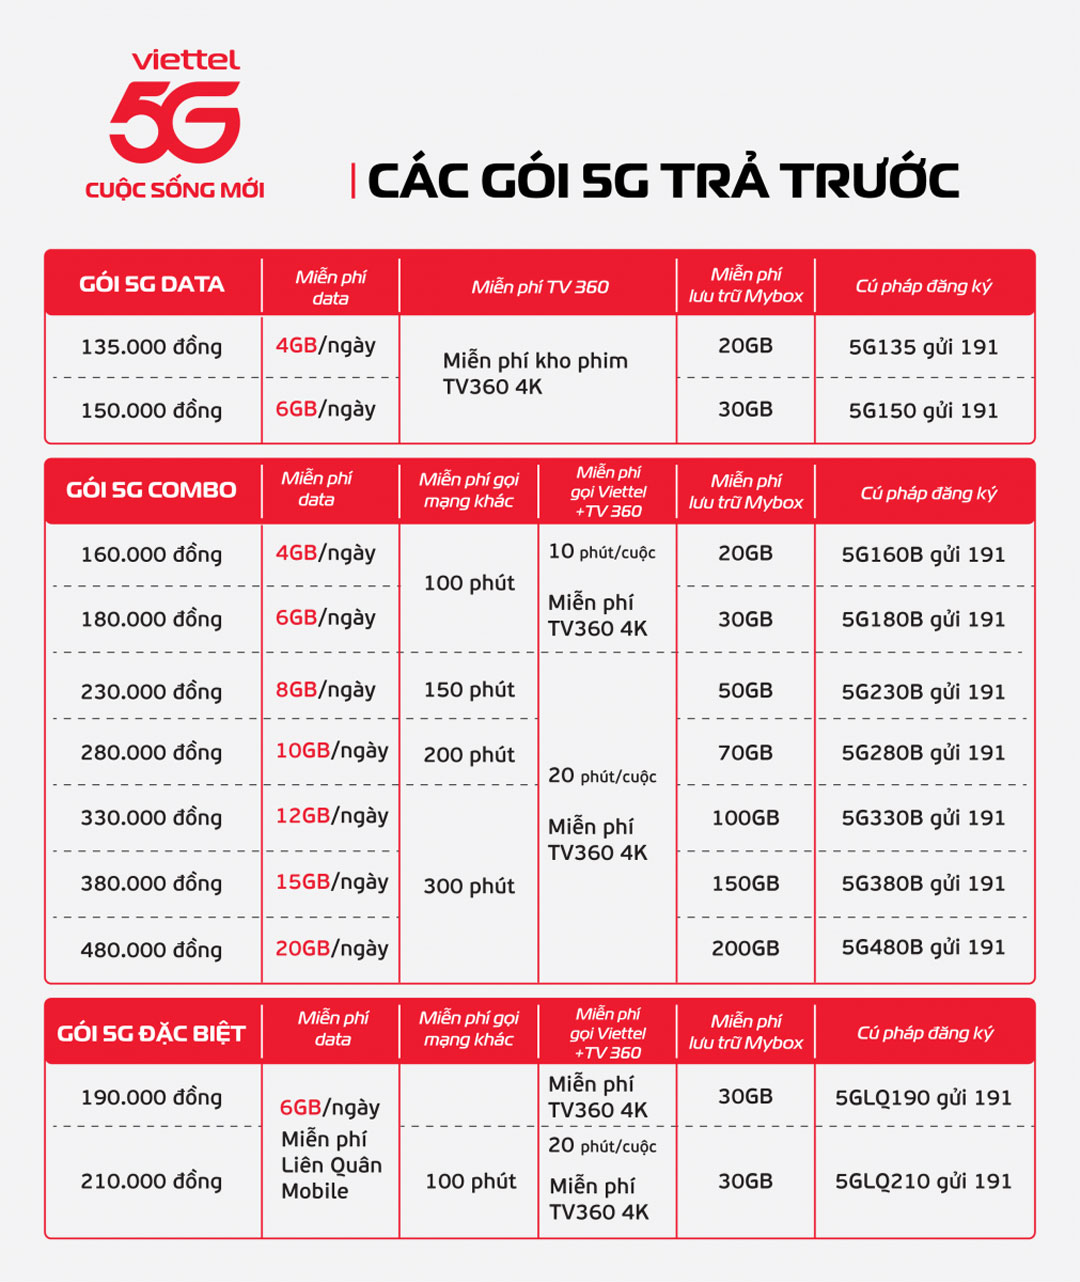 viettel
5G
CUỘC SỐNG MỚI
CÁC GÓI 5G TRẢ TRƯỚC
GÓI 5G DATA
Miễn phí
data
Miễn phí TV 360
Miễn phí
lưu trữ Mybox
Cú pháp đăng ký
135.000 đồng
4GB/ngày
Miễn phí kho phim
TV360 4K
20GB
5G135 gửi 191
150.000 đồng
6GB/ngày
30GB
5G150 gửi 191
GÓI 5G COMBO
Miễn phí
data
Miễn phí gọi
mạng khác
Miễn phí
gọi Viettel
+TV 360
Miễn phí
lưu trữ Mybox
Cú pháp đăng ký
160.000 đồng
4GB/ngày
100 phút
10 phút/cuộc
Miễn phí
TV360 4K
20GB
5G160B gửi 191
180.000 đồng
6GB/ngày
30GB
5G180B gửi 191
230.000 đồng
8GB/ngày
150 phút
20 phút/cuộc
Miễn phí
TV360 4K
50GB
5G230B gửi 191
280.000 đồng
10GB/ngày
200 phút
70GB
5G280B gửi 191
330.000 đồng
12GB/ngày
300 phút
100GB
5G330B gửi 191
380.000 đồng
15GB/ngày
150GB
5G380B gửi 191
480.000 đồng
20GB/ngày
200GB
5G480B gửi 191
GÓI 5G ĐẶC BIỆT
Miễn phí
data
Miễn phí gọi
mạng khác
Miễn phí
gọi Viettel
+TV 360
Miễn phí
lưu trữ Mybox
Cú pháp đăng ký
190.000 đồng
6GB/ngày
Miễn phí
Liên Quân
Mobile
Miễn phí
TV360 4K
30GB
5GLQ190 gửi 191
210.000 đồng
100 phút
20 phút/cuộc
Miễn phí
TV360 4K
30GB
5GLQ210 gửi 191